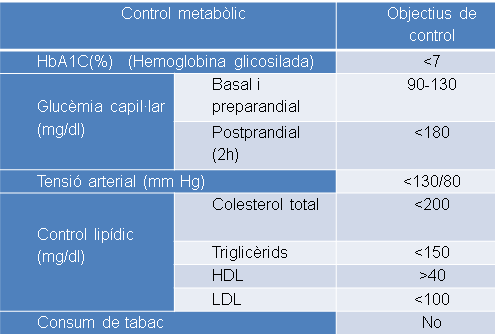 Control metabòlic
Objectius de
control
HbA1C(%) (Hemoglobina glicosilada)
<7
Glucèmia capil·lar
(mg/dl)
Basal i
preparandial
90-130
Postprandial
(2h)
<180
Tensió arterial (mm Hg)
<130/80
Control lipídic
(mg/dl)
Colesterol total
<200
Triglicèrids
<150
HDL
>40
LDL
<100
Consum de tabac
No